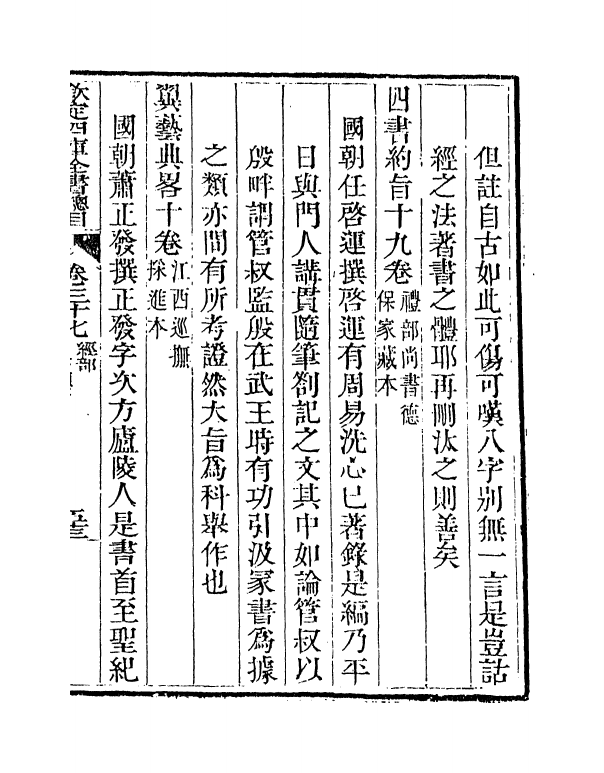 但註自古如此可傷可嘆八字别無一言是豈詁
經之法著書之體耶再刪汰之則善矣
四書約旨十九卷禮部尚書德保家藏本
國朝任啓運撰啓運有周易洗心已著錄是編乃平
日與門人講貫隨筆劄記之文其中如論管叔以
殷畔謂管叔監殷在武王時有功引汲冢書為據
之類亦間有所考證然大旨為科舉作也
翼藝典畧十卷江西巡撫採進本
國朝蕭正發撰正發字次方廬陵人是書首至聖紀
欽定四庫全書總目 卷三十七 經部